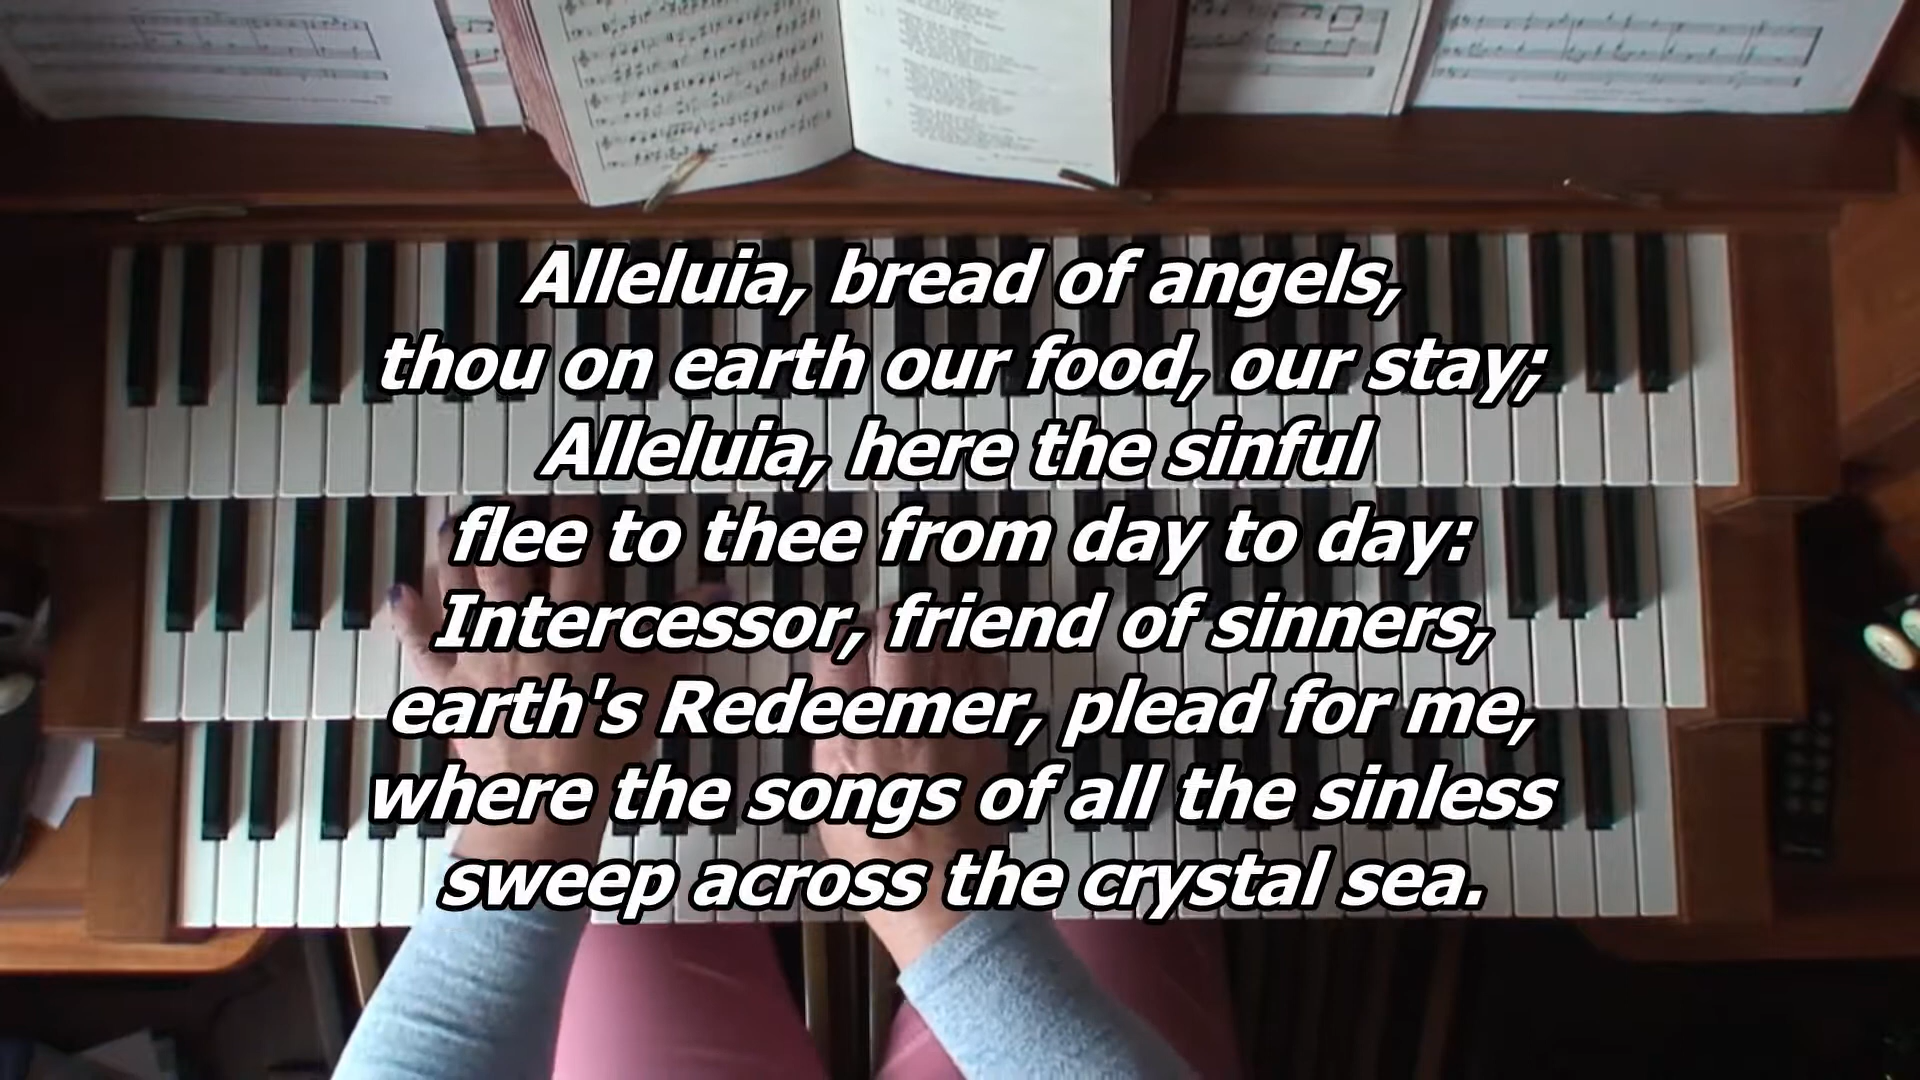 Alleluia, bread of angels,
thou on earth our food, our stay;
Alleluia, here the sinful
flee to thee from day to day:
Intercessor, friend of sinners,
earth's Redeemer, plead for me,
where the songs of all the sinless
sweep across the crystal sea.